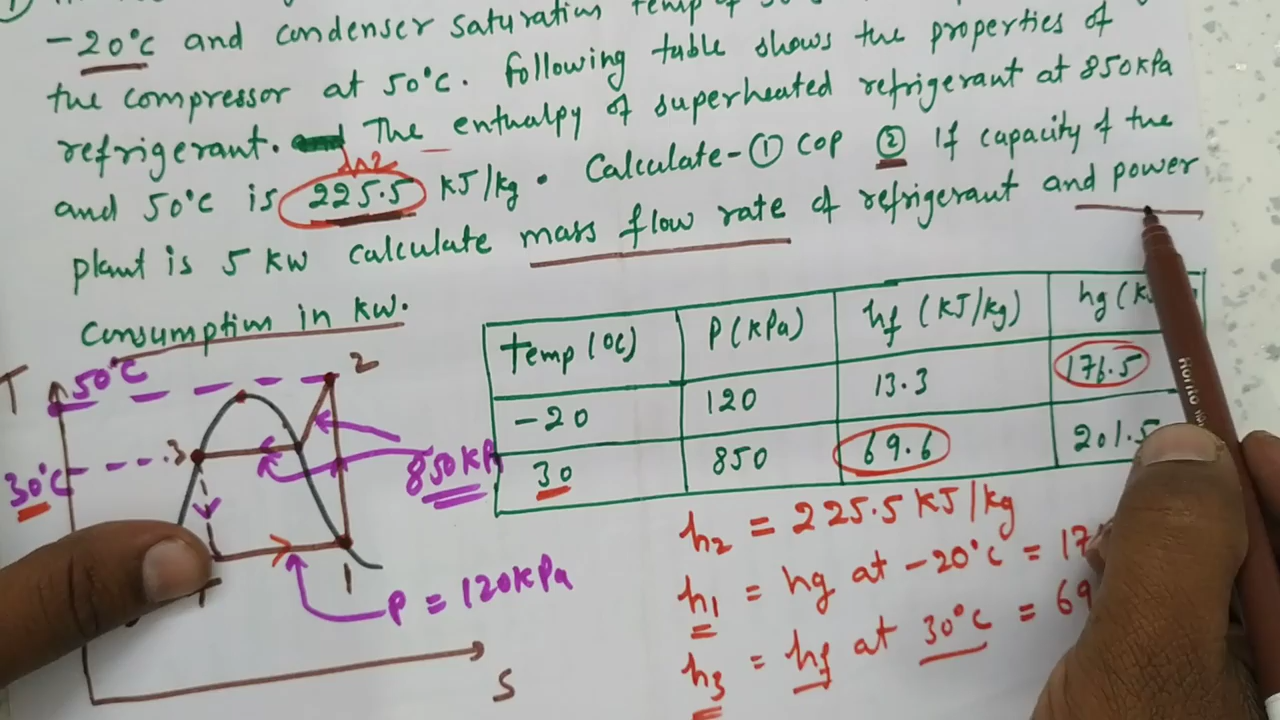 -20°C and condenser saturation temp of
the compressor at 50°C. Following table shows the properties of
refrigerant. The enthalpy of superheated refrigerant at 850kPa
h2
and 50°C is 225.5 KJ/kg. Calculate - ① COP ② If capacity of the
plant is 5 KW calculate mass flow rate of refrigerant and power
Consumption in KW.
Temp (°C) P (kPa) hf (KJ/kg) hg
-20 120 13.3 176.5
30 850 69.6 201.5
T
50°C
2
3
30°C
850KP
1
P = 120KPa
S
h2 = 225.5 KJ/kg
h1 = hg at -20°C = 17
h3 = hf at 30°C = 69